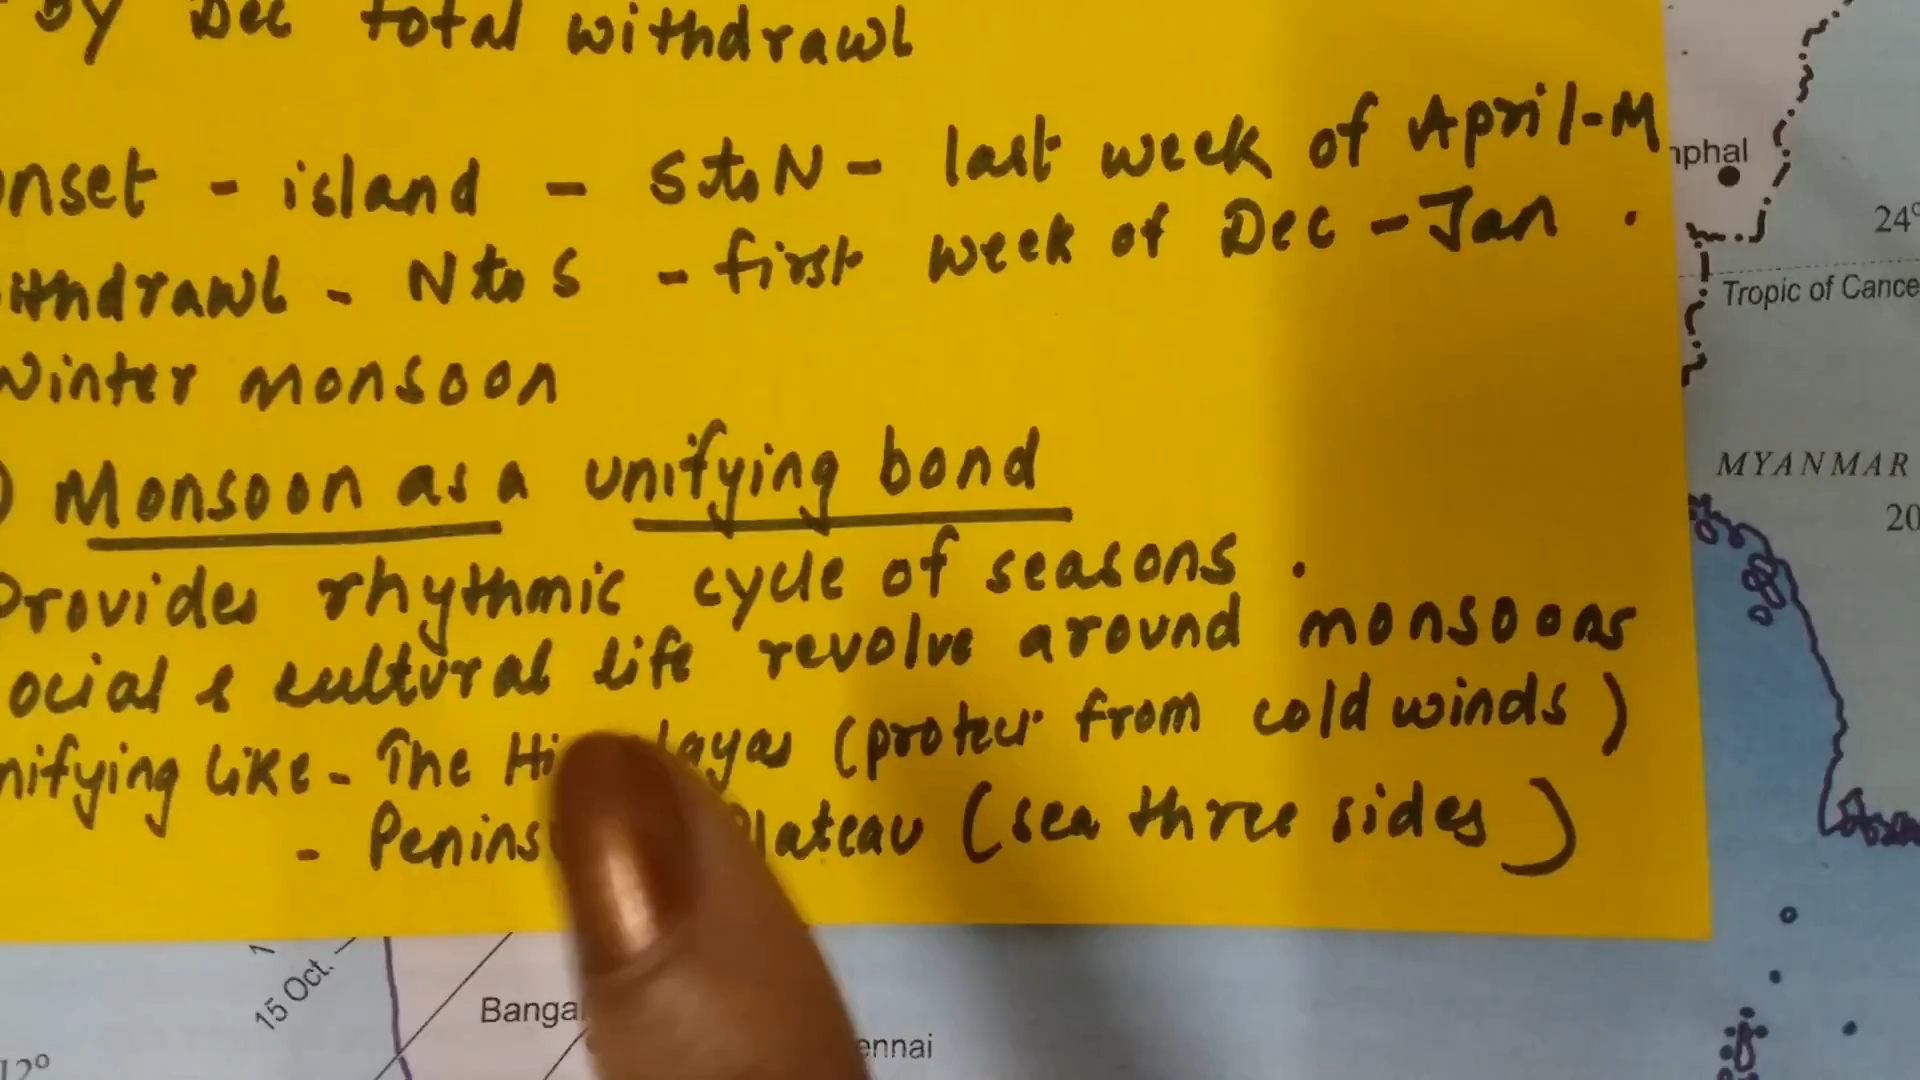 by Dec total withdrawl
nset - island - S to N - last week of April-M
ithdrawl - N to S - first week of Dec - Jan .
Winter monsoon
) Monsoon as a unifying bond
Provides rhythmic cycle of seasons .
ocial & cultural life revolve around monsoons
nifying like - The Hi layas (protect from cold winds)
- Penins Plateau (sea three sides)
nphal
24°
Tropic of Cance
MYANMAR
20
1
15 Oct.
Banga
ennai
12°